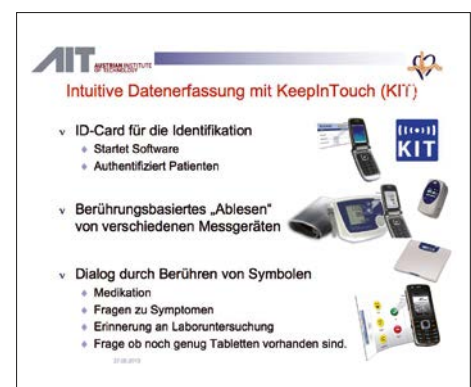 AIT AUSTRIAN INSTITUTE
OF TECHNOLOGY
Intuitive Datenerfassung mit KeepInTouch (KIT)
v ID-Card für die Identifikation
Startet Software
Authentifiziert Patienten
KIT
v Berührungsbasiertes „Ablesen“
von verschiedenen Messgeräten
v Dialog durch Berühren von Symbolen
Medikation
Fragen zu Symptomen
Erinnerung an Laboruntersuchung
Frage ob noch genug Tabletten vorhanden sind.